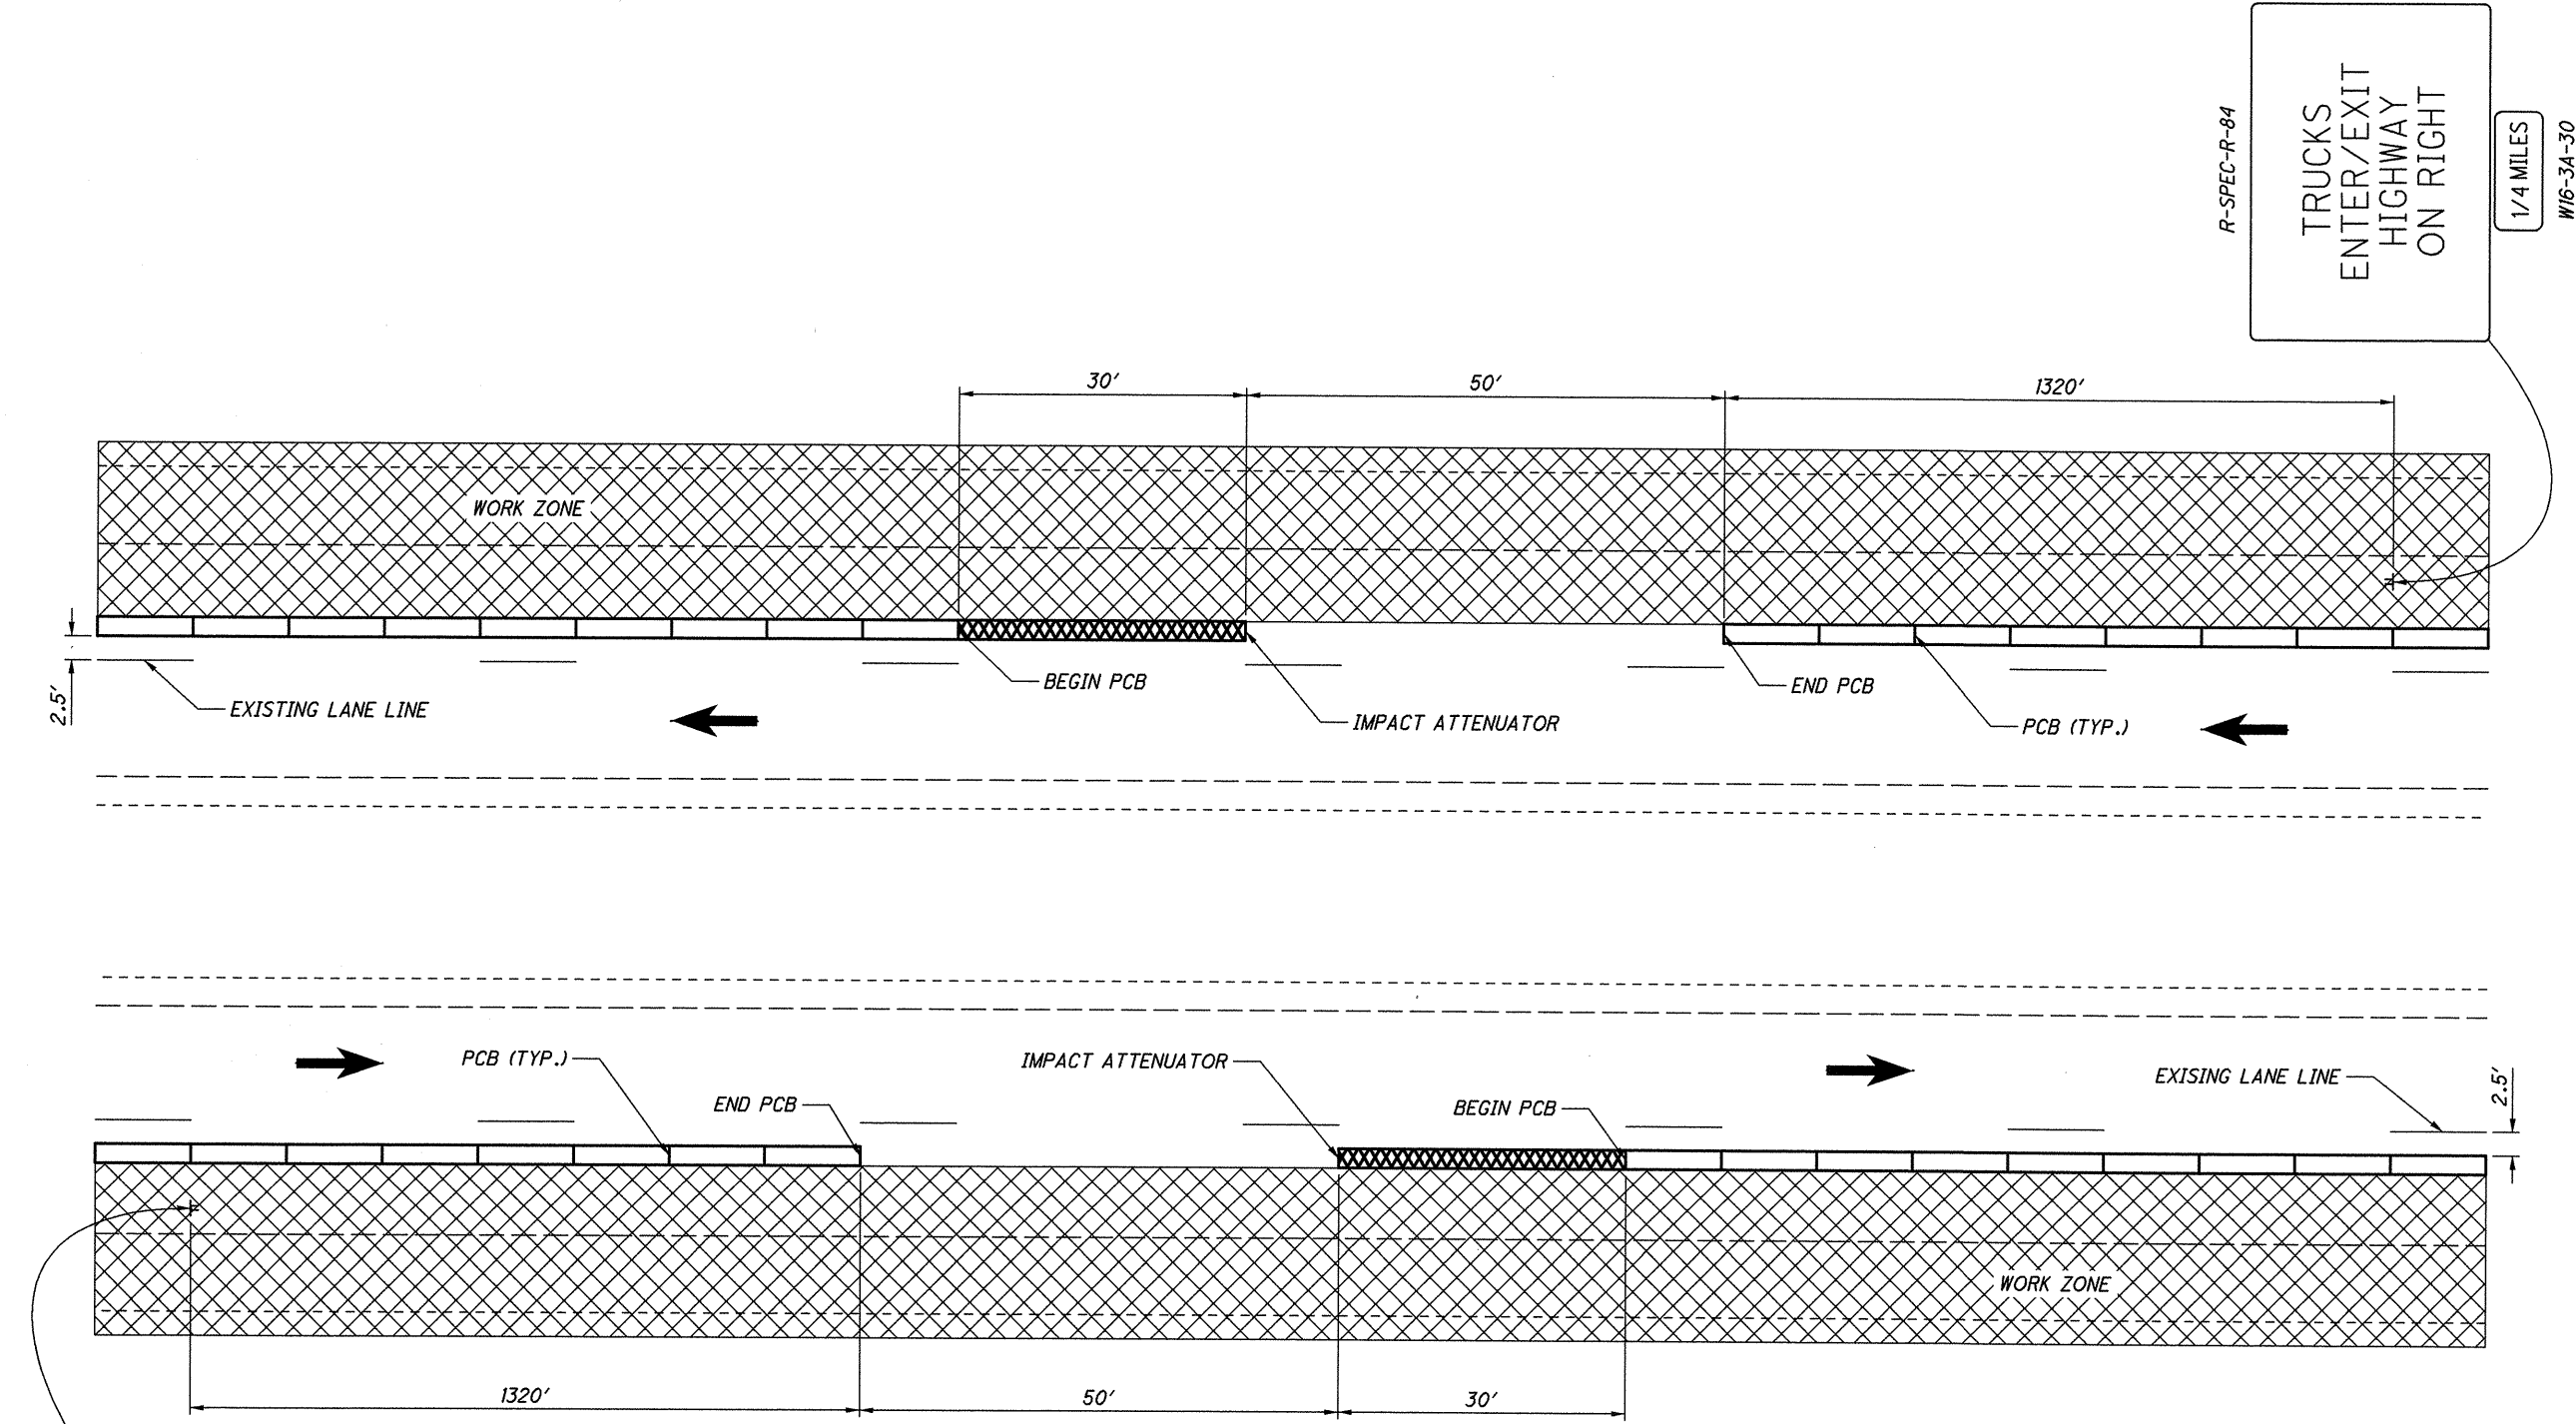 R-SPEC-R-84
TRUCKS
ENTER/EXIT
HIGHWAY
ON RIGHT
1/4 MILES
W16-3A-30
30'
50'
1320'
WORK ZONE
2.5'
EXISTING LANE LINE
BEGIN PCB
IMPACT ATTENUATOR
END PCB
PCB (TYP.)
PCB (TYP.)
END PCB
IMPACT ATTENUATOR
BEGIN PCB
EXISING LANE LINE
2.5'
WORK ZONE
1320'
50'
30'